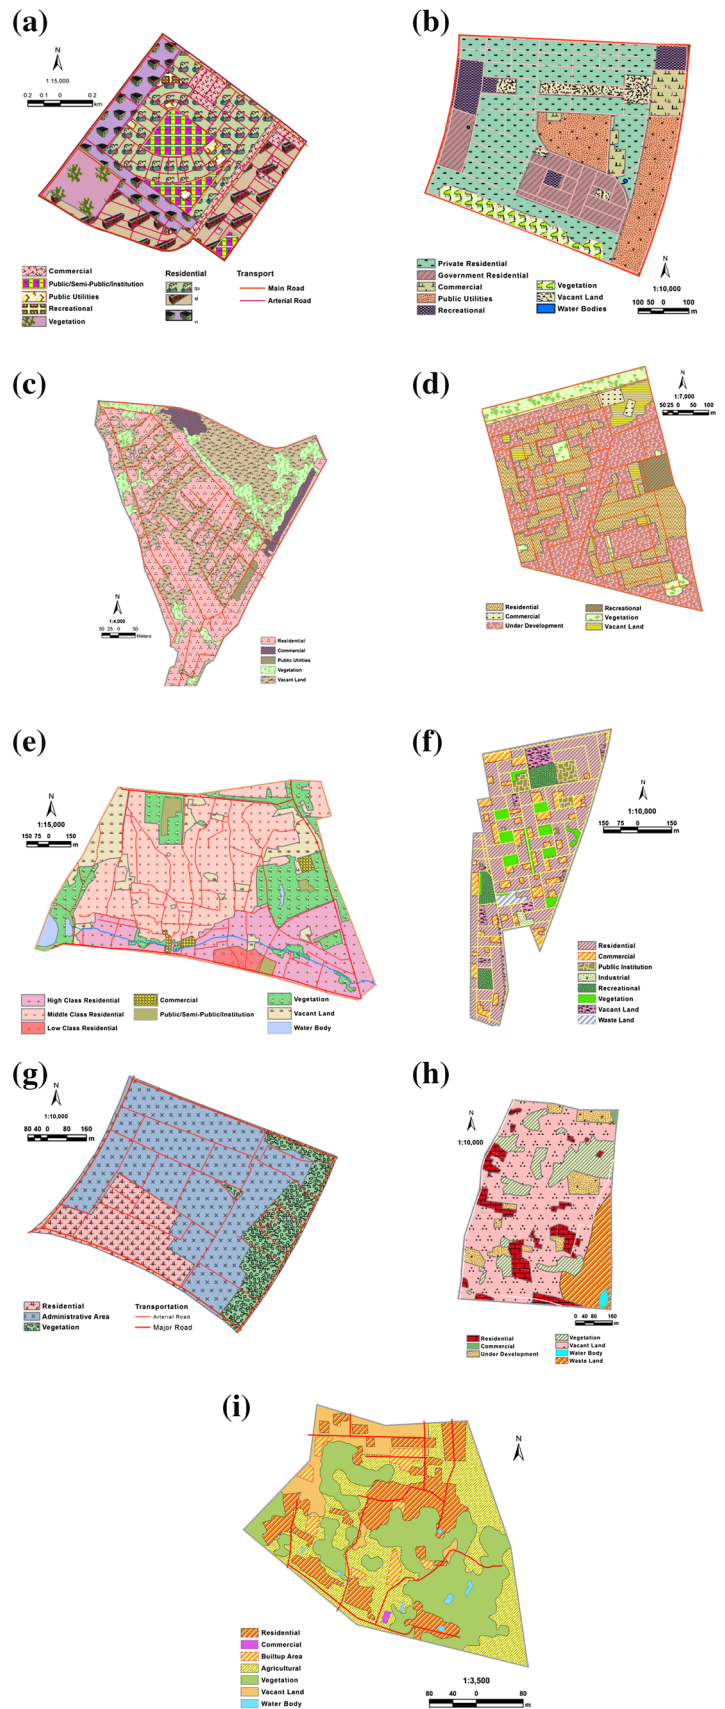 (a)
N
1:15,000
0.2 0.1 0 0.2
km
Commercial
Public/Semi-Public/Institution
Public Utilities
Recreational
Vegetation
Residential
qu
st
vi
Transport
Main Road
Arterial Road
(b)
Private Residential
Government Residential
Commercial
Public Utilities
Recreational
Vegetation
Vacant Land
Water Bodies
N
1:10,000
100 50 0 100
m
(c)
N
1:4,000
50 25 0 50
Meters
Residential
Commercial
Public Utilities
Vegetation
Vacant Land
(d)
N
1:7,000
50 25 0 50 100
m
Residential
Commercial
Under Development
Recreational
Vegetation
Vacant Land
(e)
N
1:15,000
150 75 0 150
m
High Class Residential
Middle Class Residential
Low Class Residential
Commercial
Public/Semi-Public/Institution
Vegetation
Vacant Land
Water Body
(f)
N
1:10,000
150 75 0 150
m
Residential
Commercial
Publlic Institution
Industrial
Recreational
Vegetation
Vacant Land
Waste Land
(g)
N
1:10,000
80 40 0 80 160
m
Residential
Administrative Area
Vegetation
Transportation
Arterial Road
Major Road
(h)
N
1:10,000
0 40 80 160
m
Residential
Commercial
Under Development
Vegetation
Vacant Land
Water Body
Waste Land
(i)
N
Residential
Commercial
Builtup Area
Agricultural
Vegetation
Vacant Land
Water Body
1:3,500
80 40 0 80
m